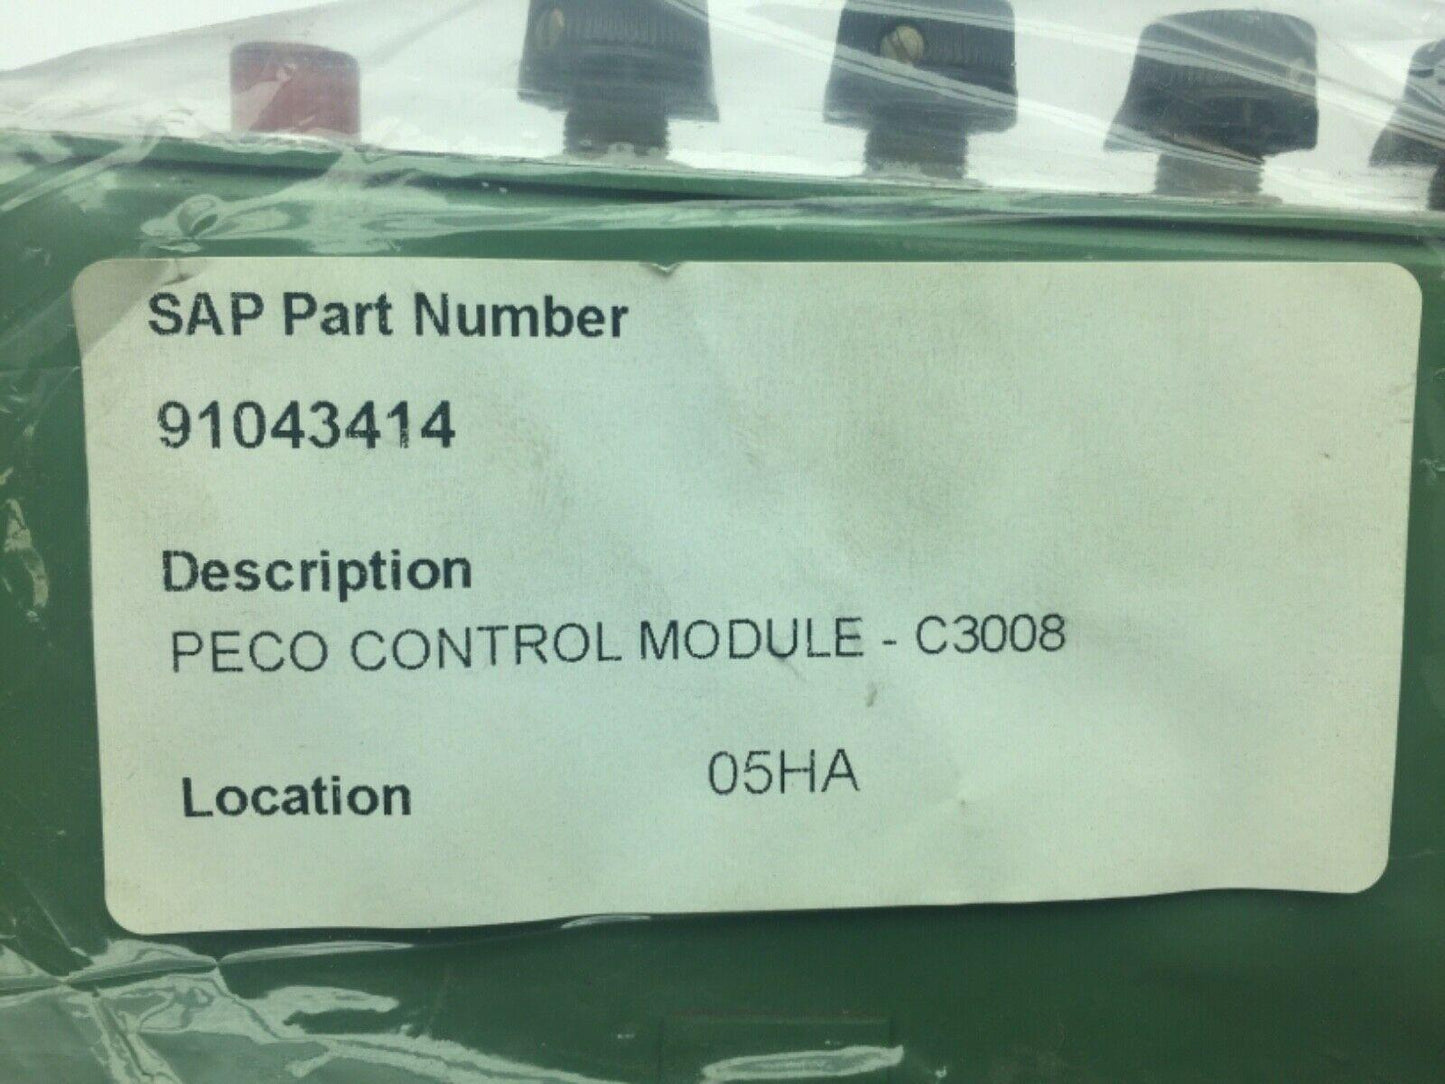 SAP Part Number
91043414
Description
PECO CONTROL MODULE - C3008
Location 05HA